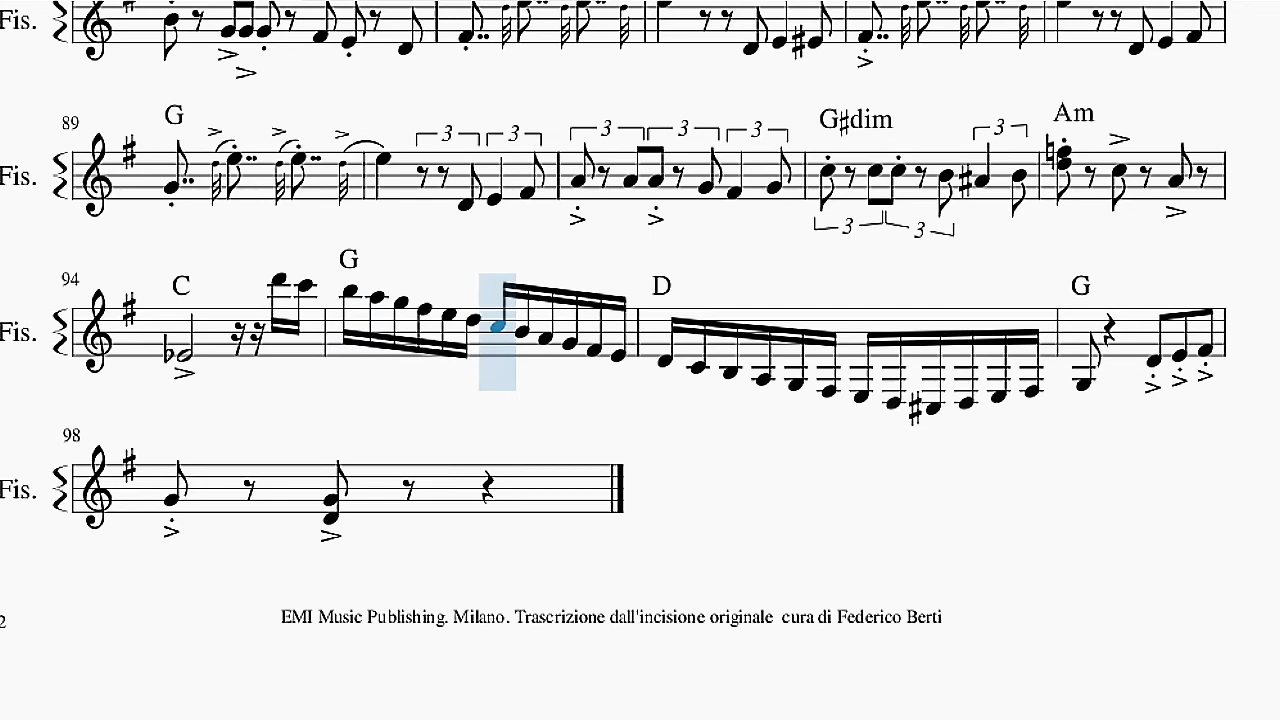 Fis.
89 G G♯dim Am
3 3 3 3 3 3
Fis.
3 3
94 C G D G
Fis.
98
Fis.
EMI Music Publishing. Milano. Trascrizione dall'incisione originale cura di Federico Berti
2